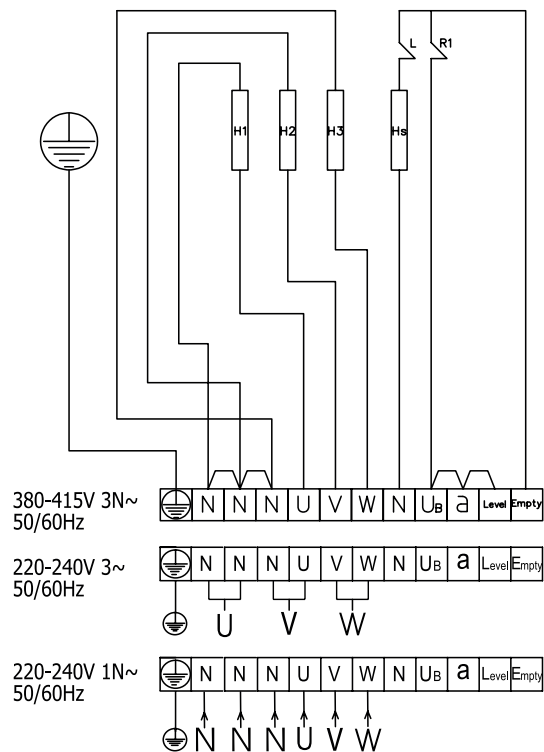 L R1
H1 H2 H3 Hs
380-415V 3N~
50/60Hz
N N N U V W N UB a Level Empty
220-240V 3~
50/60Hz
N N N U V W N UB a Level Empty
U V W
220-240V 1N~
50/60Hz
N N N U V W N UB a Level Empty
N N N U V W